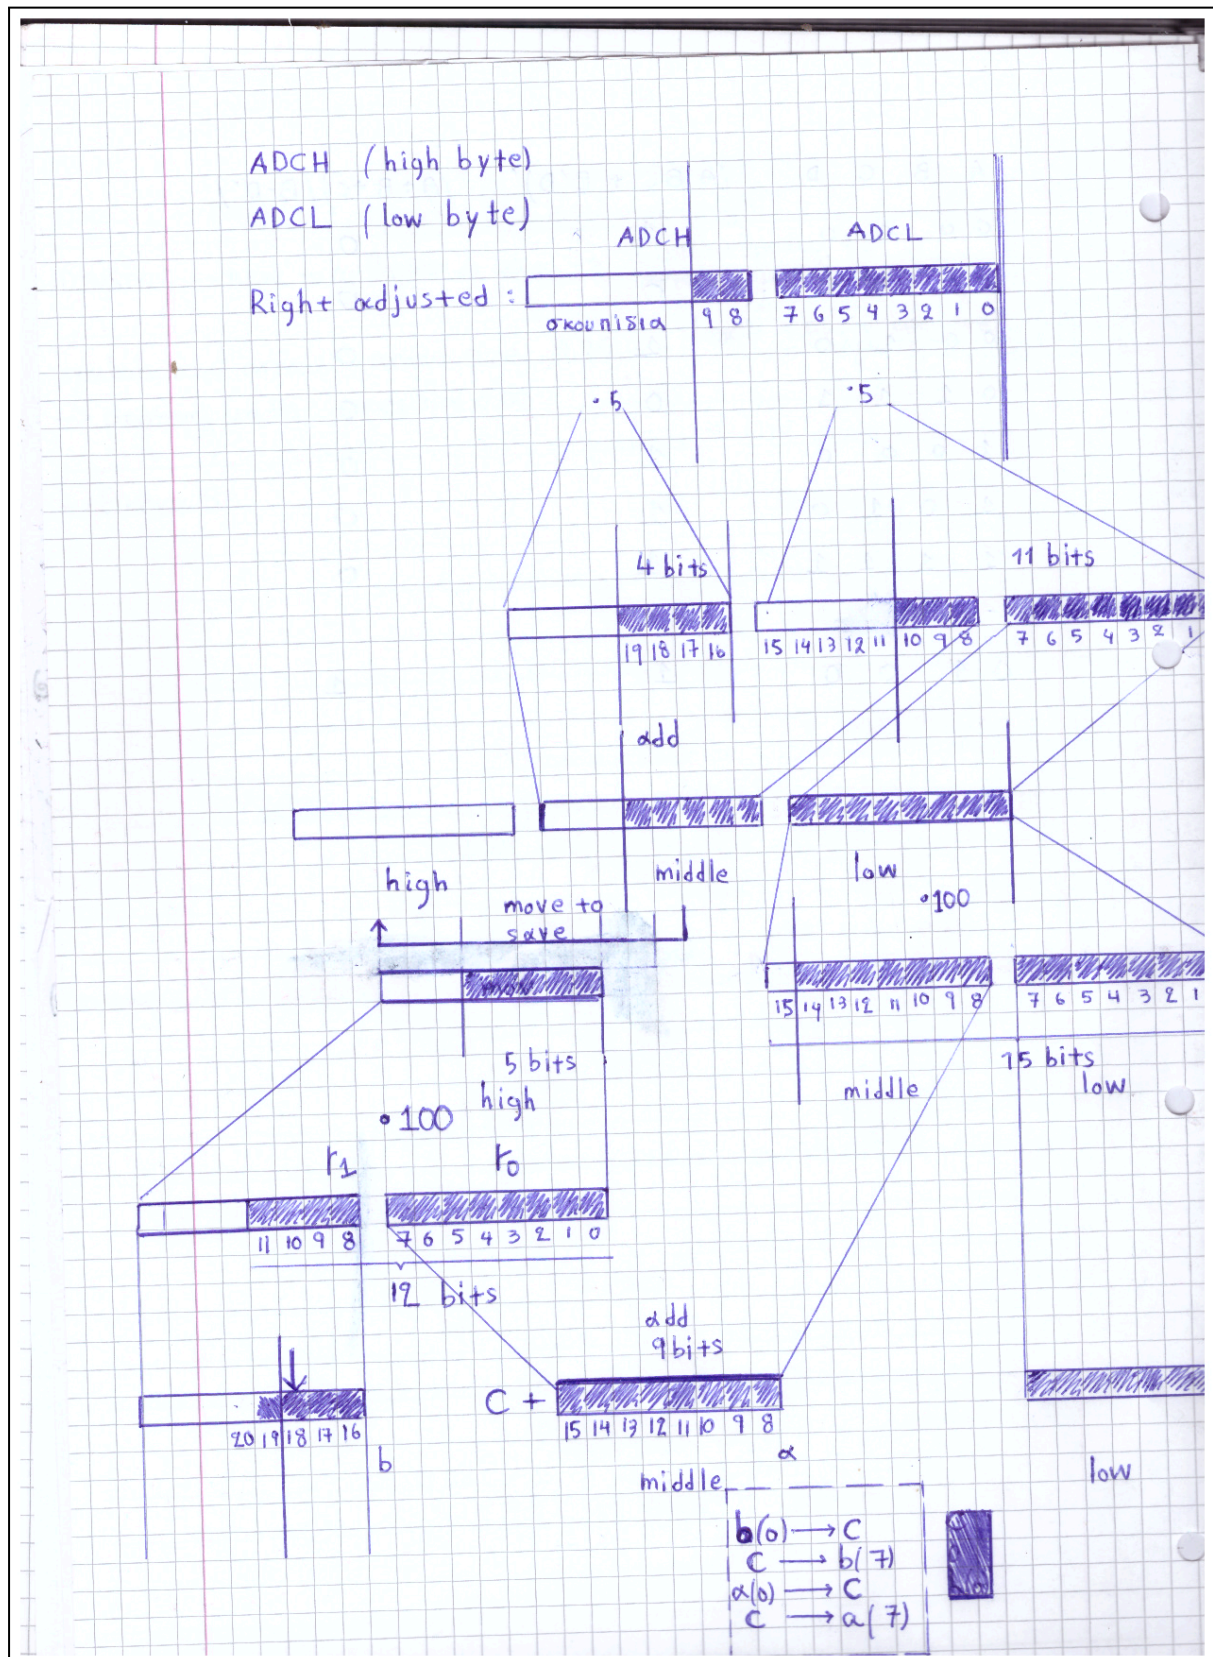 ADCH (high byte)
ADCL (low byte)
ADCH ADCL
Right adjusted :
σκουπίδια 9 8 7 6 5 4 3 2 1 0
·5 ·5
4 bits 11 bits
19 18 17 16 15 14 13 12 11 10 9 8 7 6 5 4 3 2 1
add
high middle low
move to
save
·100
15 14 13 12 11 10 9 8 7 6 5 4 3 2 1
5 bits
high
15 bits
middle low
·100
r1 r0
11 10 9 8 7 6 5 4 3 2 1 0
12 bits
add
9 bits
C +
20 19 18 17 16 15 14 13 12 11 10 9 8
b α
middle low
b(0) → C
C → b(7)
α(0) → C
C → a(7)